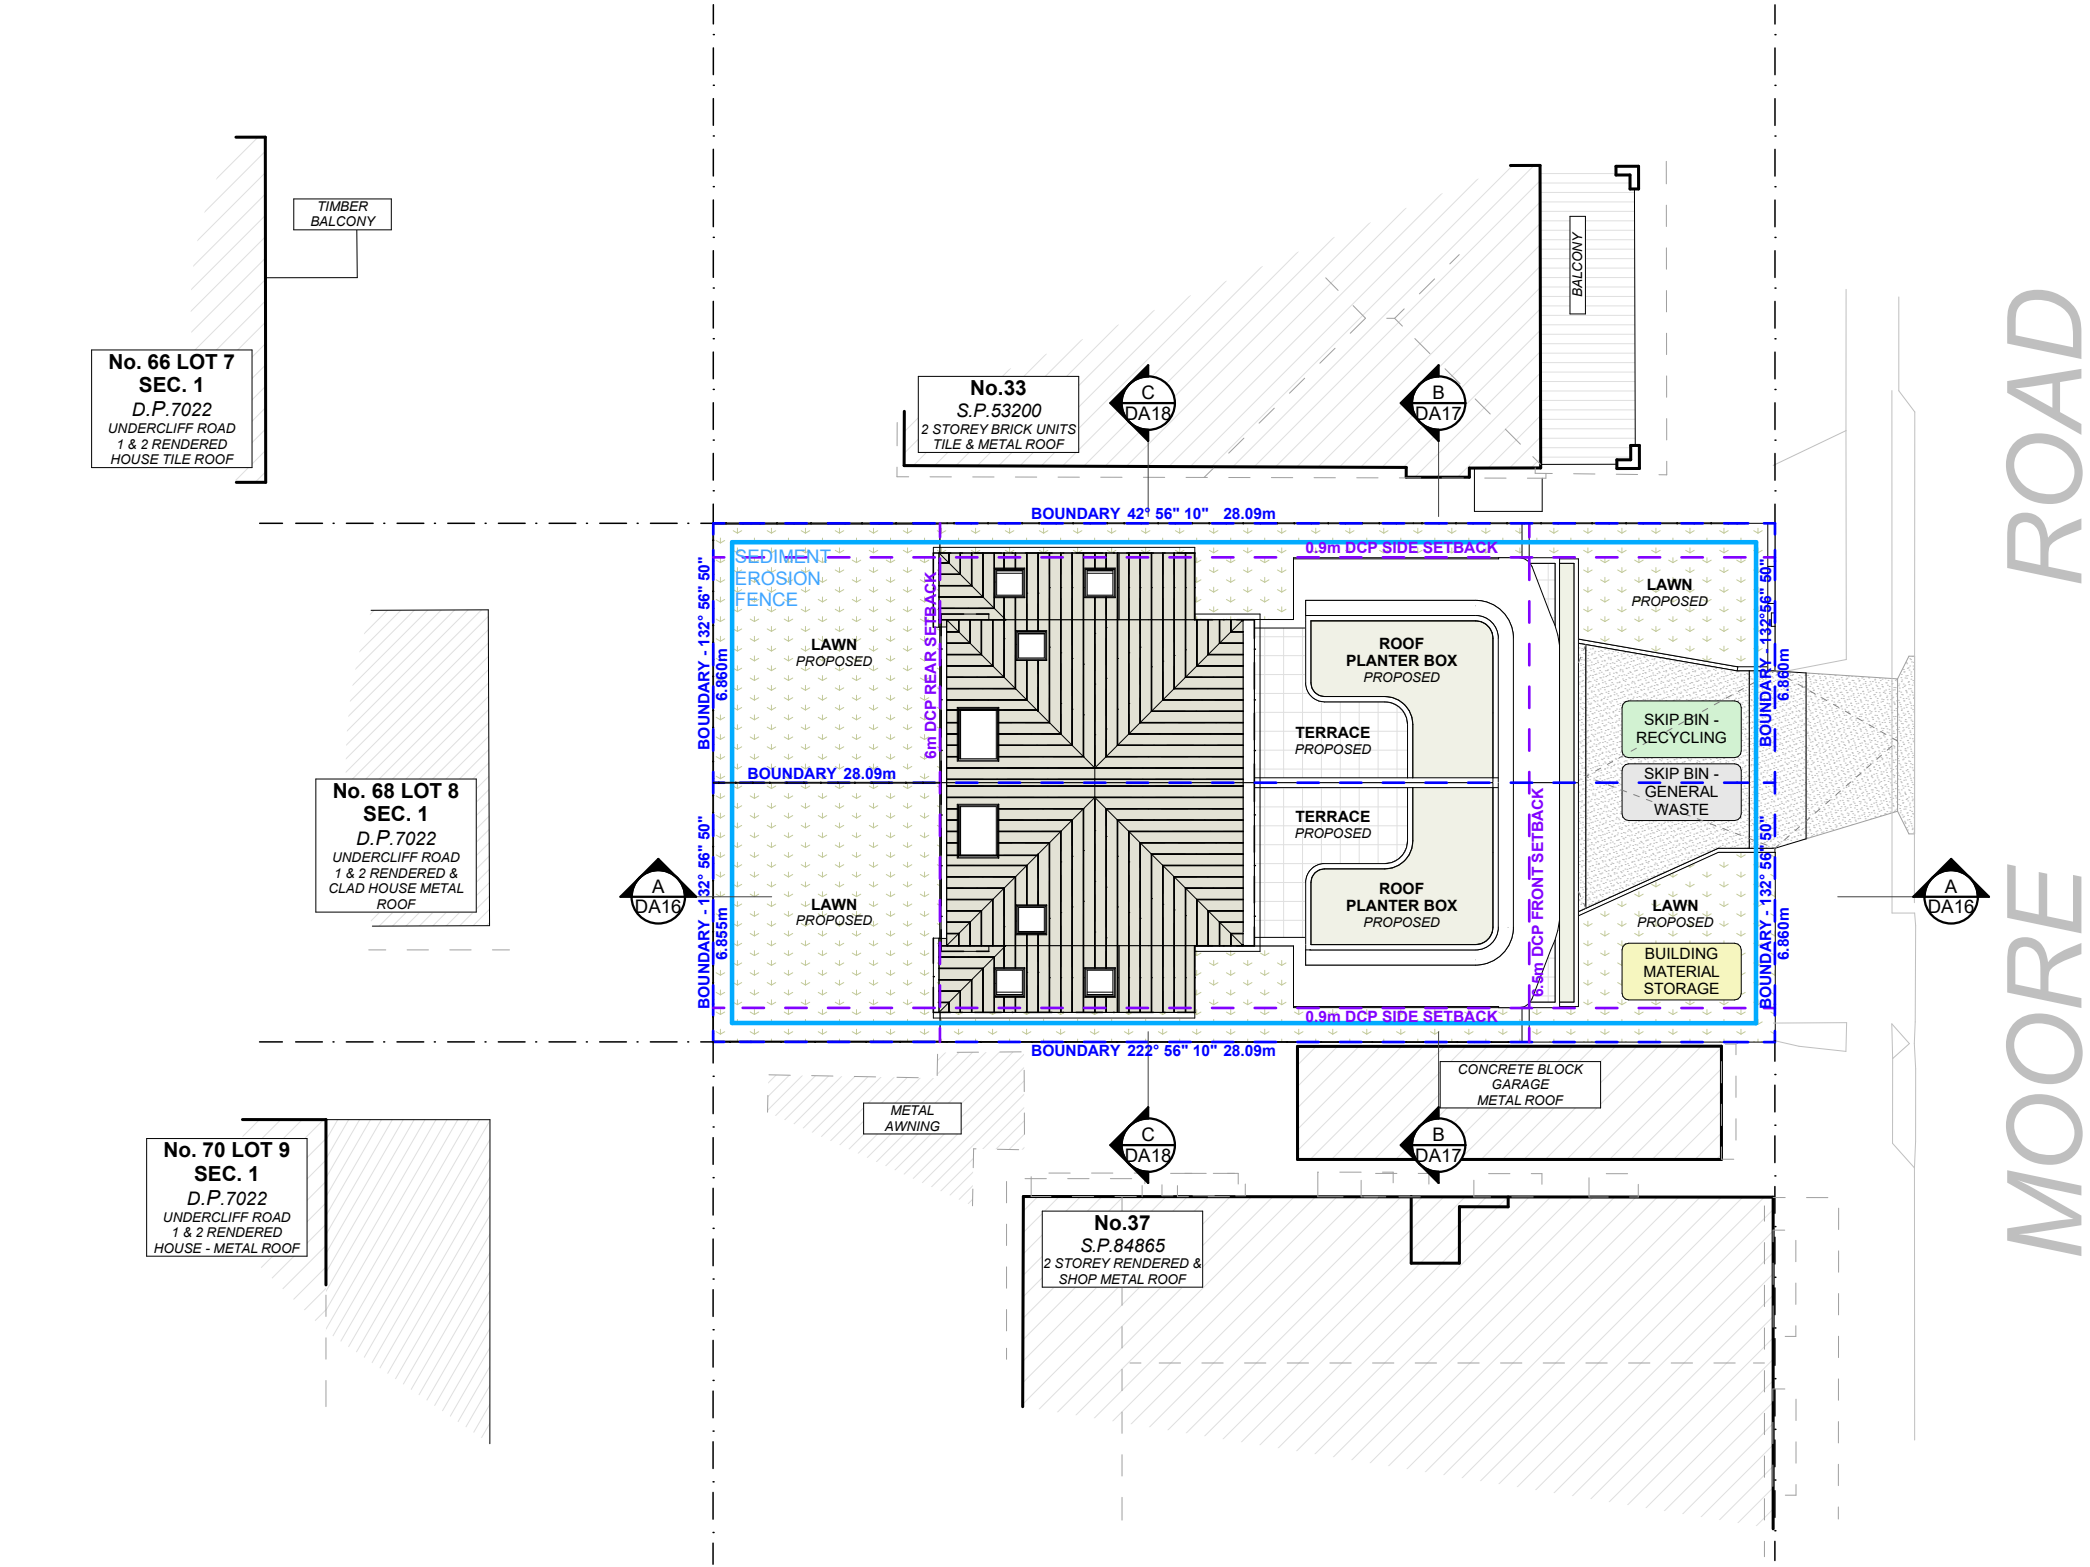 TIMBER
BALCONY
No. 66 LOT 7
SEC. 1
D.P.7022
UNDERCLIFF ROAD
1 & 2 RENDERED
HOUSE TILE ROOF
BALCONY
No.33
S.P.53200
2 STOREY BRICK UNITS
TILE & METAL ROOF
C
DA18
B
DA17
ROAD
MOORE
BOUNDARY 42° 56" 10" 28.09m
0.9m DCP SIDE SETBACK
SEDIMENT
EROSION
FENCE
BOUNDARY - 132° 56" 50"
6.860m
6m DCP REAR SETBACK
LAWN
PROPOSED
LAWN
PROPOSED
BOUNDARY - 132°56" 50"
6.860m
ROOF
PLANTER BOX
PROPOSED
TERRACE
PROPOSED
SKIP BIN -
RECYCLING
BOUNDARY 28.09m
SKIP BIN -
GENERAL
WASTE
No. 68 LOT 8
SEC. 1
D.P.7022
UNDERCLIFF ROAD
1 & 2 RENDERED &
CLAD HOUSE METAL
ROOF
TERRACE
PROPOSED
ROOF
PLANTER BOX
PROPOSED
6.5m DCP FRONT SETBACK
A
DA16
BOUNDARY - 132° 56" 50"
6.855m
LAWN
PROPOSED
LAWN
PROPOSED
BOUNDARY - 132° 56" 50"
6.860m
A
DA16
BUILDING
MATERIAL
STORAGE
0.9m DCP SIDE SETBACK
BOUNDARY 222° 56" 10" 28.09m
CONCRETE BLOCK
GARAGE
METAL ROOF
METAL
AWNING
C
DA18
B
DA17
No. 70 LOT 9
SEC. 1
D.P.7022
UNDERCLIFF ROAD
1 & 2 RENDERED
HOUSE - METAL ROOF
No.37
S.P.84865
2 STOREY RENDERED &
SHOP METAL ROOF